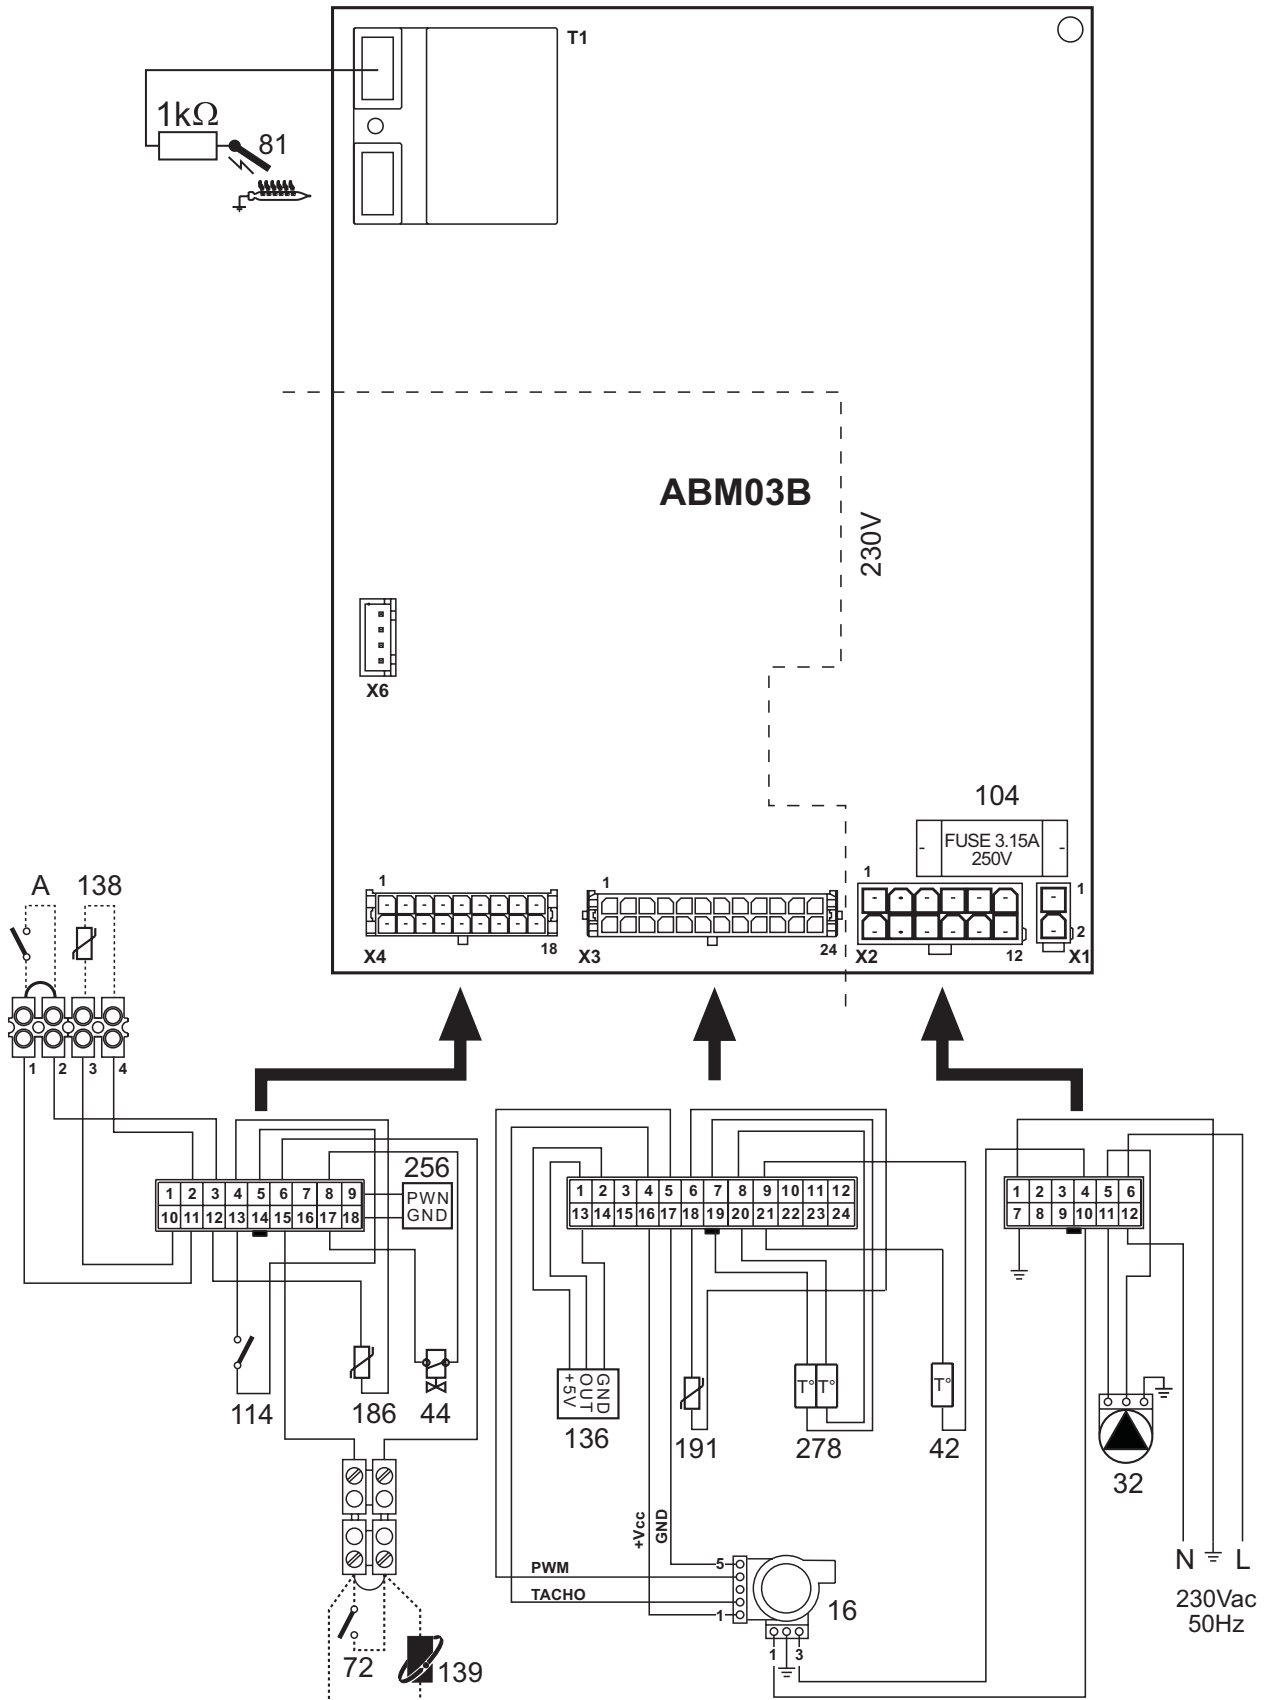 T1
1kΩ
81
ABM03B
230V
X6
104
FUSE 3.15A
250V
1
1
1
1
2
X4
18
X3
24
X2
12
X1
A
138
1
2
3
4
256
PWN
GND
1 2 3 4 5 6 7 8 9
10 11 12 13 14 15 16 17 18
1 2 3 4 5 6 7 8 9 10 11 12
13 14 15 16 17 18 19 20 21 22 23 24
1 2 3 4 5 6
7 8 9 10 11 12
114
186
44
GND
OUT
+5V
136
191
T° T°
278
T°
42
32
+Vcc
GND
PWM
TACHO
5
1
16
1
3
N
L
230Vac
50Hz
72
139